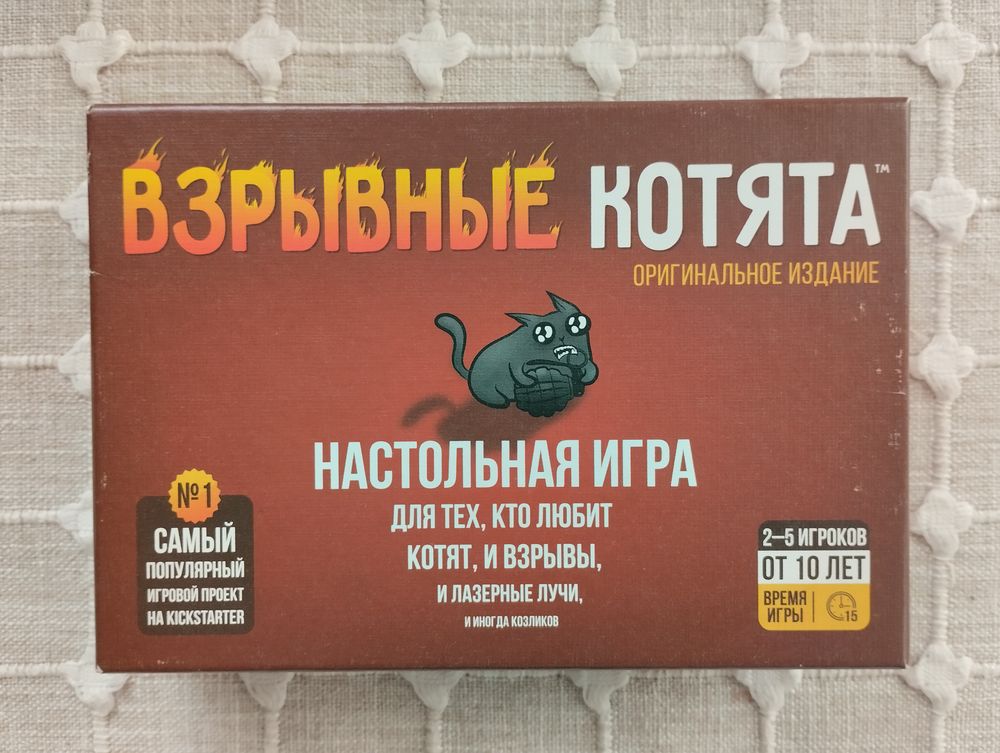 ВЗРЫВНЫЕ КОТЯТА™
ОРИГИНАЛЬНОЕ ИЗДАНИЕ
НАСТОЛЬНАЯ ИГРА
ДЛЯ ТЕХ, КТО ЛЮБИТ
КОТЯТ, И ВЗРЫВЫ,
И ЛАЗЕРНЫЕ ЛУЧИ,
И ИНОГДА КОЗЛИКОВ
№1
САМЫЙ
ПОПУЛЯРНЫЙ
ИГРОВОЙ ПРОЕКТ
НА KICKSTARTER
2–5 ИГРОКОВ
ОТ 10 ЛЕТ
ВРЕМЯ
ИГРЫ
15